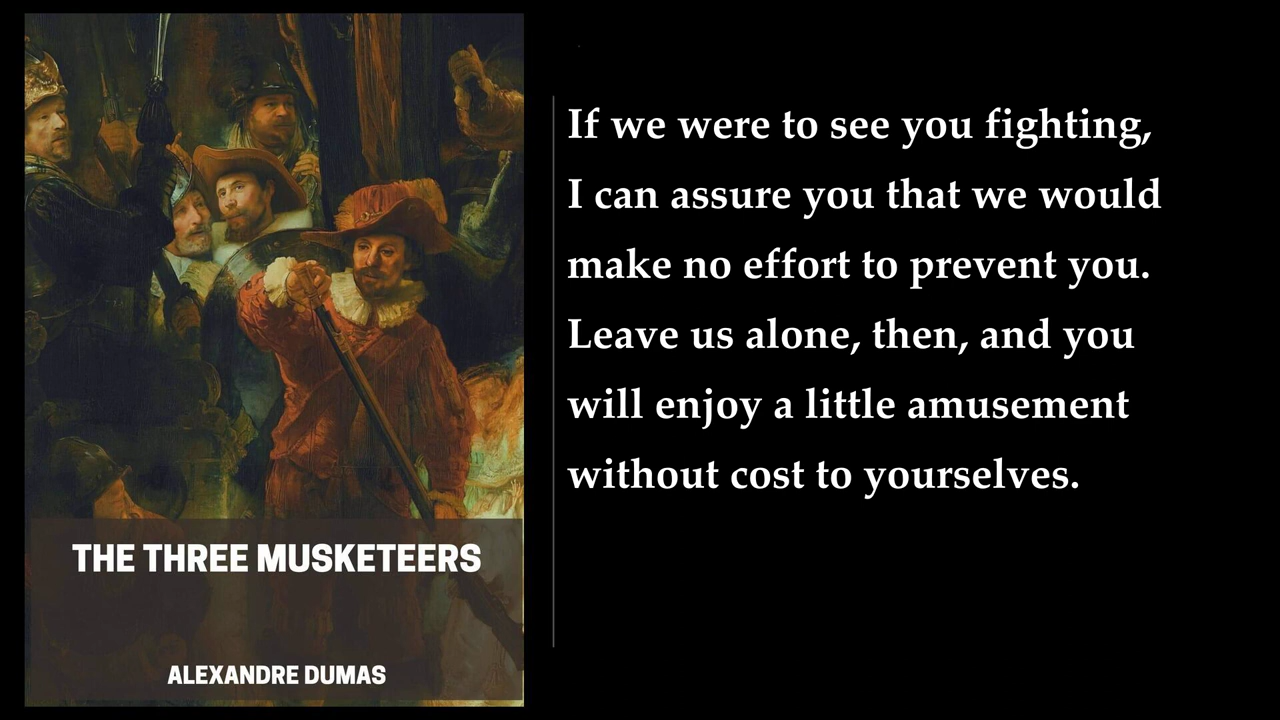 THE THREE MUSKETEERS
ALEXANDRE DUMAS
If we were to see you fighting,
I can assure you that we would
make no effort to prevent you.
Leave us alone, then, and you
will enjoy a little amusement
without cost to yourselves.